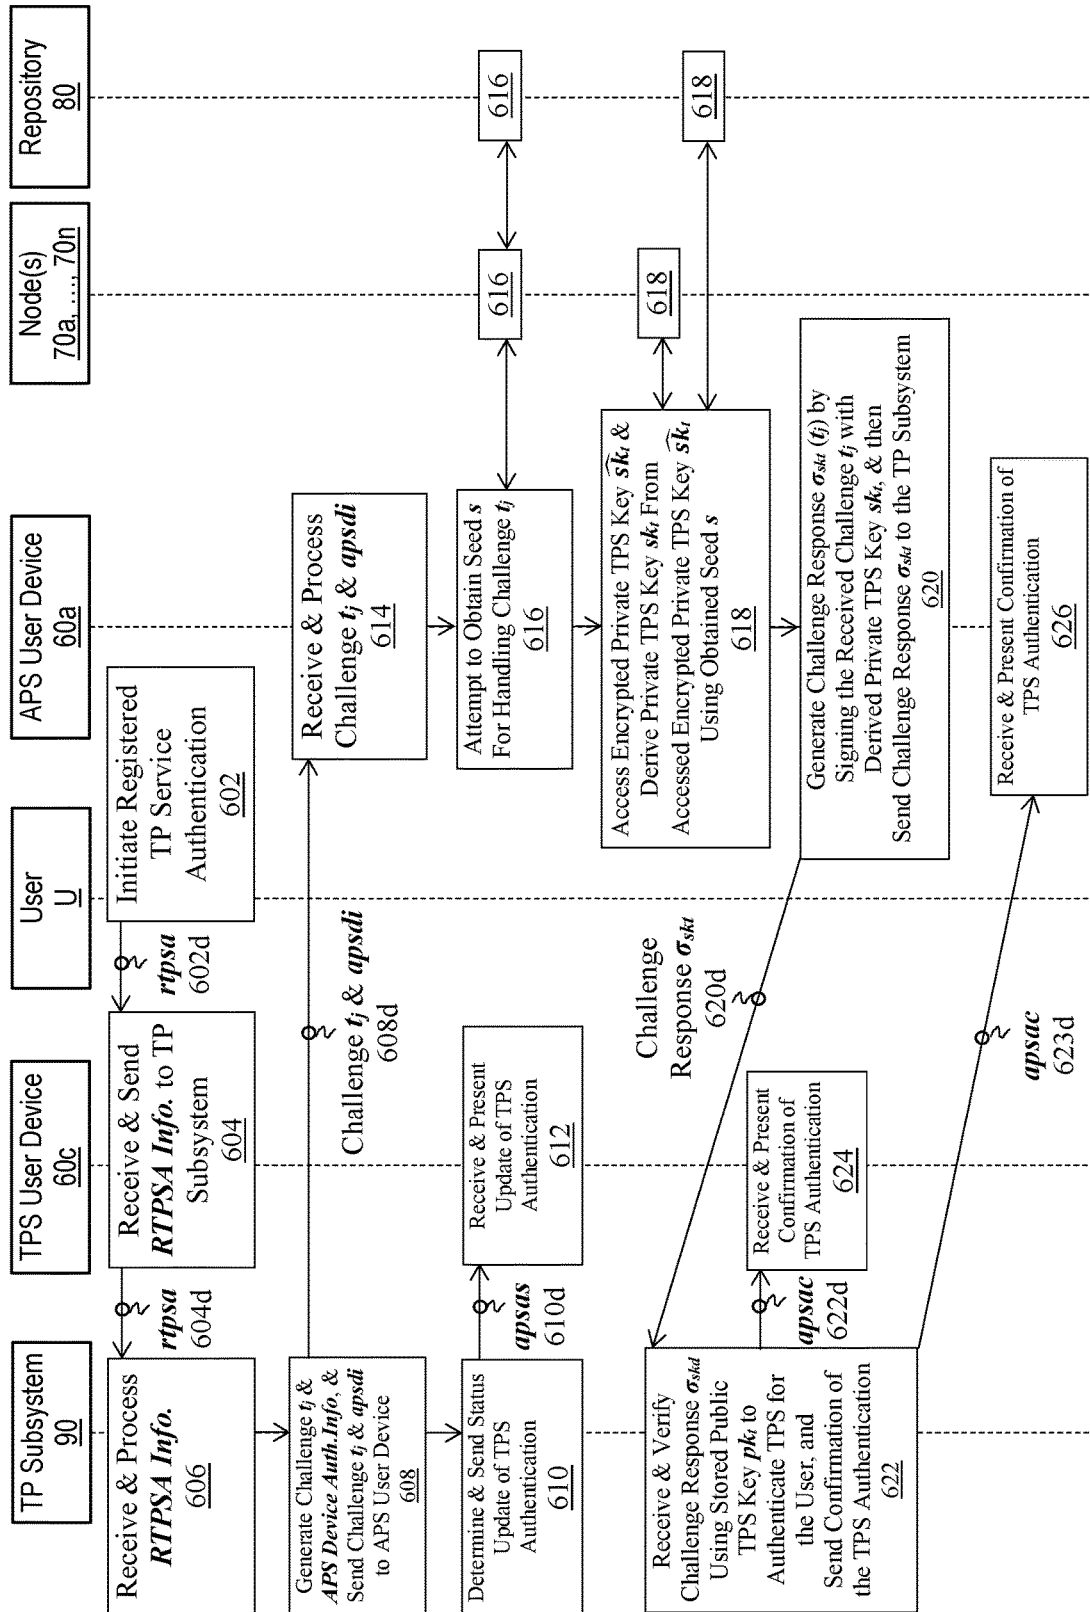 TP Subsystem
90
TPS User Device
60c
User
U
APS User Device
60a
Node(s)
70a, ..., 70n
Repository
80
Initiate Registered
TP Service
Authentication
602
rtpsa
602d
Receive & Send
RTPSA Info. to TP
Subsystem
604
rtpsa
604d
Receive & Process
RTPSA Info.
606
Generate Challenge tj &
APS Device Auth.Info, &
Send Challenge tj & apsdi
to APS User Device
608
Challenge tj & apsdi
608d
Receive & Process
Challenge tj & apsdi
614
Determine & Send Status
Update of TPS
Authentication
610
apsas
610d
Receive & Present
Update of TPS
Authentication
612
Attempt to Obtain Seed s
For Handling Challenge tj
616
616
616
Access Encrypted Private TPS Key s͡kt &
Derive Private TPS Key skt From
Accessed Encrypted Private TPS Key s͡kt
Using Obtained Seed s
618
618
618
Generate Challenge Response σskt (tj) by
Signing the Received Challenge tj with
Derived Private TPS Key skt, & then
Send Challenge Response σskt to the TP Subsystem
620
Challenge
Response σskt
620d
Receive & Verify
Challenge Response σskd
Using Stored Public
TPS Key pkt to
Authenticate TPS for
the User, and
Send Confirmation of
the TPS Authentication
622
apsac
622d
Receive & Present
Confirmation of
TPS Authentication
624
apsac
623d
Receive & Present Confirmation of
TPS Authentication
626